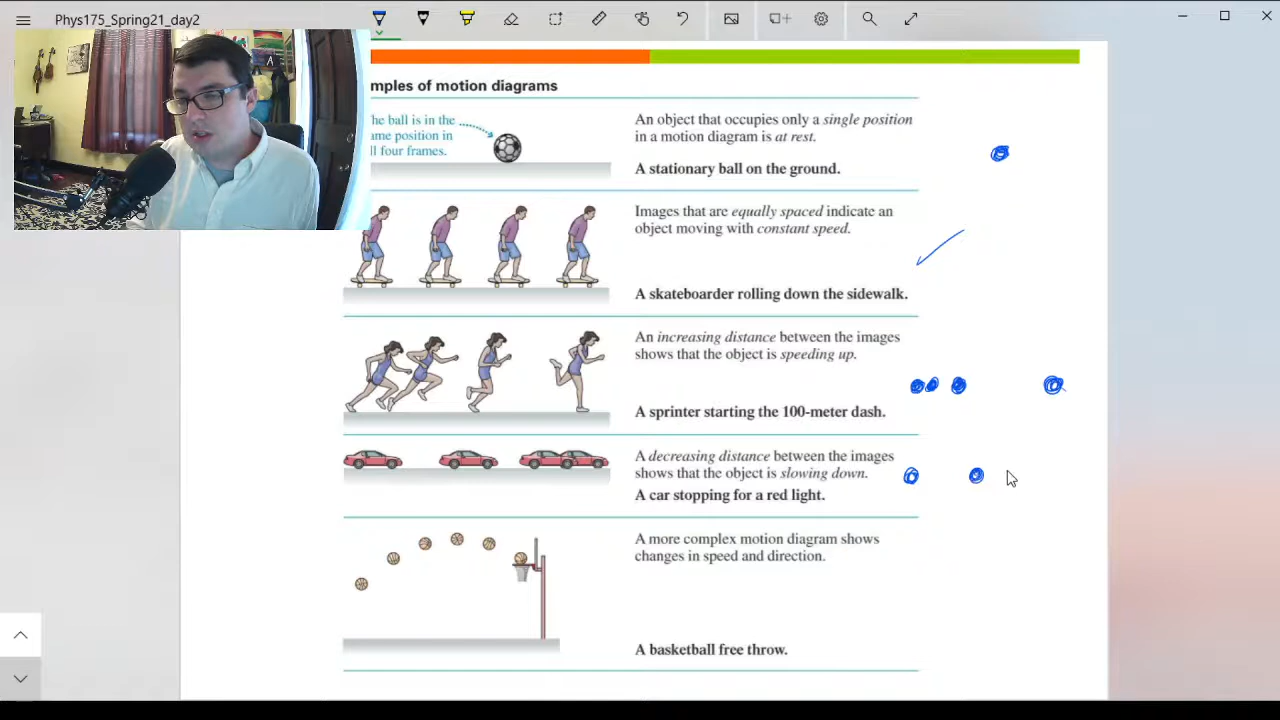 Phys175_Spring21_day2
mples of motion diagrams
he ball is in the
ame position in
ll four frames.
An object that occupies only a single position
in a motion diagram is at rest.
A stationary ball on the ground.
Images that are equally spaced indicate an
object moving with constant speed.
A skateboarder rolling down the sidewalk.
An increasing distance between the images
shows that the object is speeding up.
A sprinter starting the 100-meter dash.
A decreasing distance between the images
shows that the object is slowing down.
A car stopping for a red light.
A more complex motion diagram shows
changes in speed and direction.
A basketball free throw.